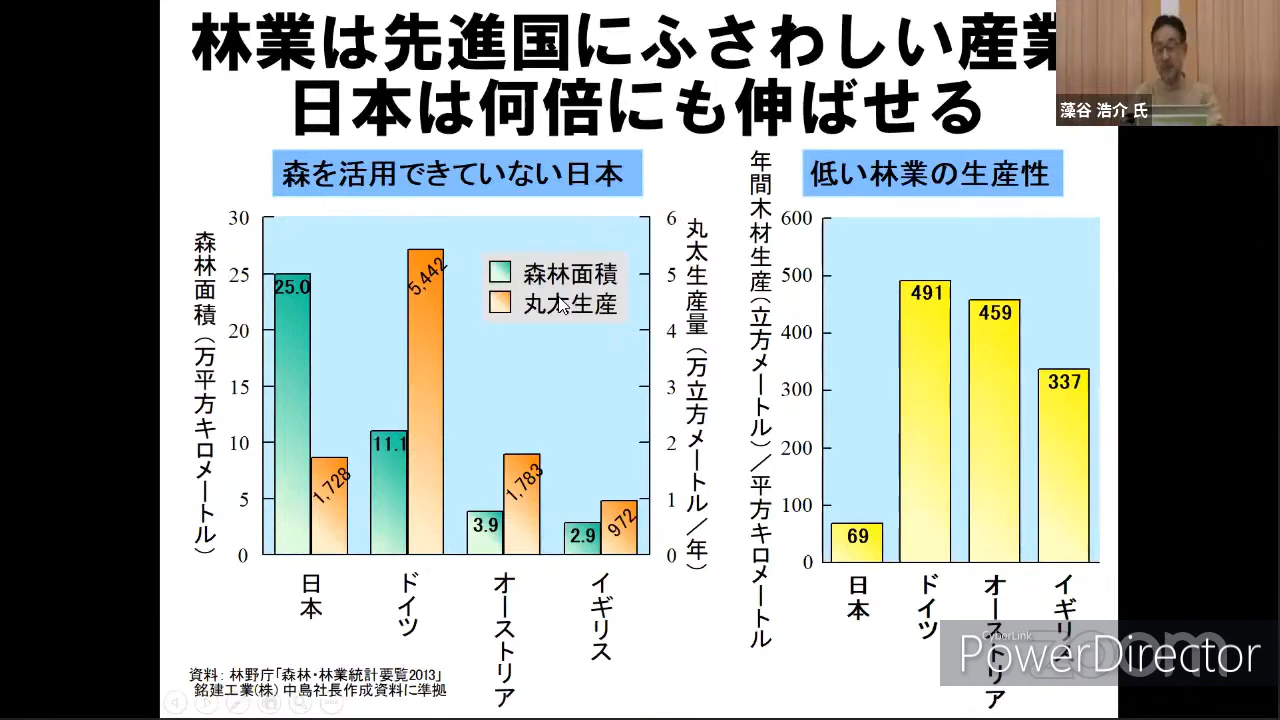 林業は先進国にふさわしい産業
日本は何倍にも伸ばせる
藻谷 浩介 氏
森を活用できていない日本
森林面積（万平方キロメートル）
30
25
20
15
10
5
0
25.0
1,728
11.1
5,442
3.9
1,783
2.9
972
森林面積
丸太生産
6
5
4
3
2
1
0
丸太生産量（万立方メートル／年）
日本
ドイツ
オーストリア
イギリス
低い林業の生産性
年間木材生産（立方メートル）／平方キロメートル
600
500
400
300
200
100
0
69
491
459
337
日本
ドイツ
オーストリア
イギリス
資料：林野庁「森林・林業統計要覧2013」
銘建工業(株) 中島社長作成資料に準拠
zoom
CyberLink
PowerDirector